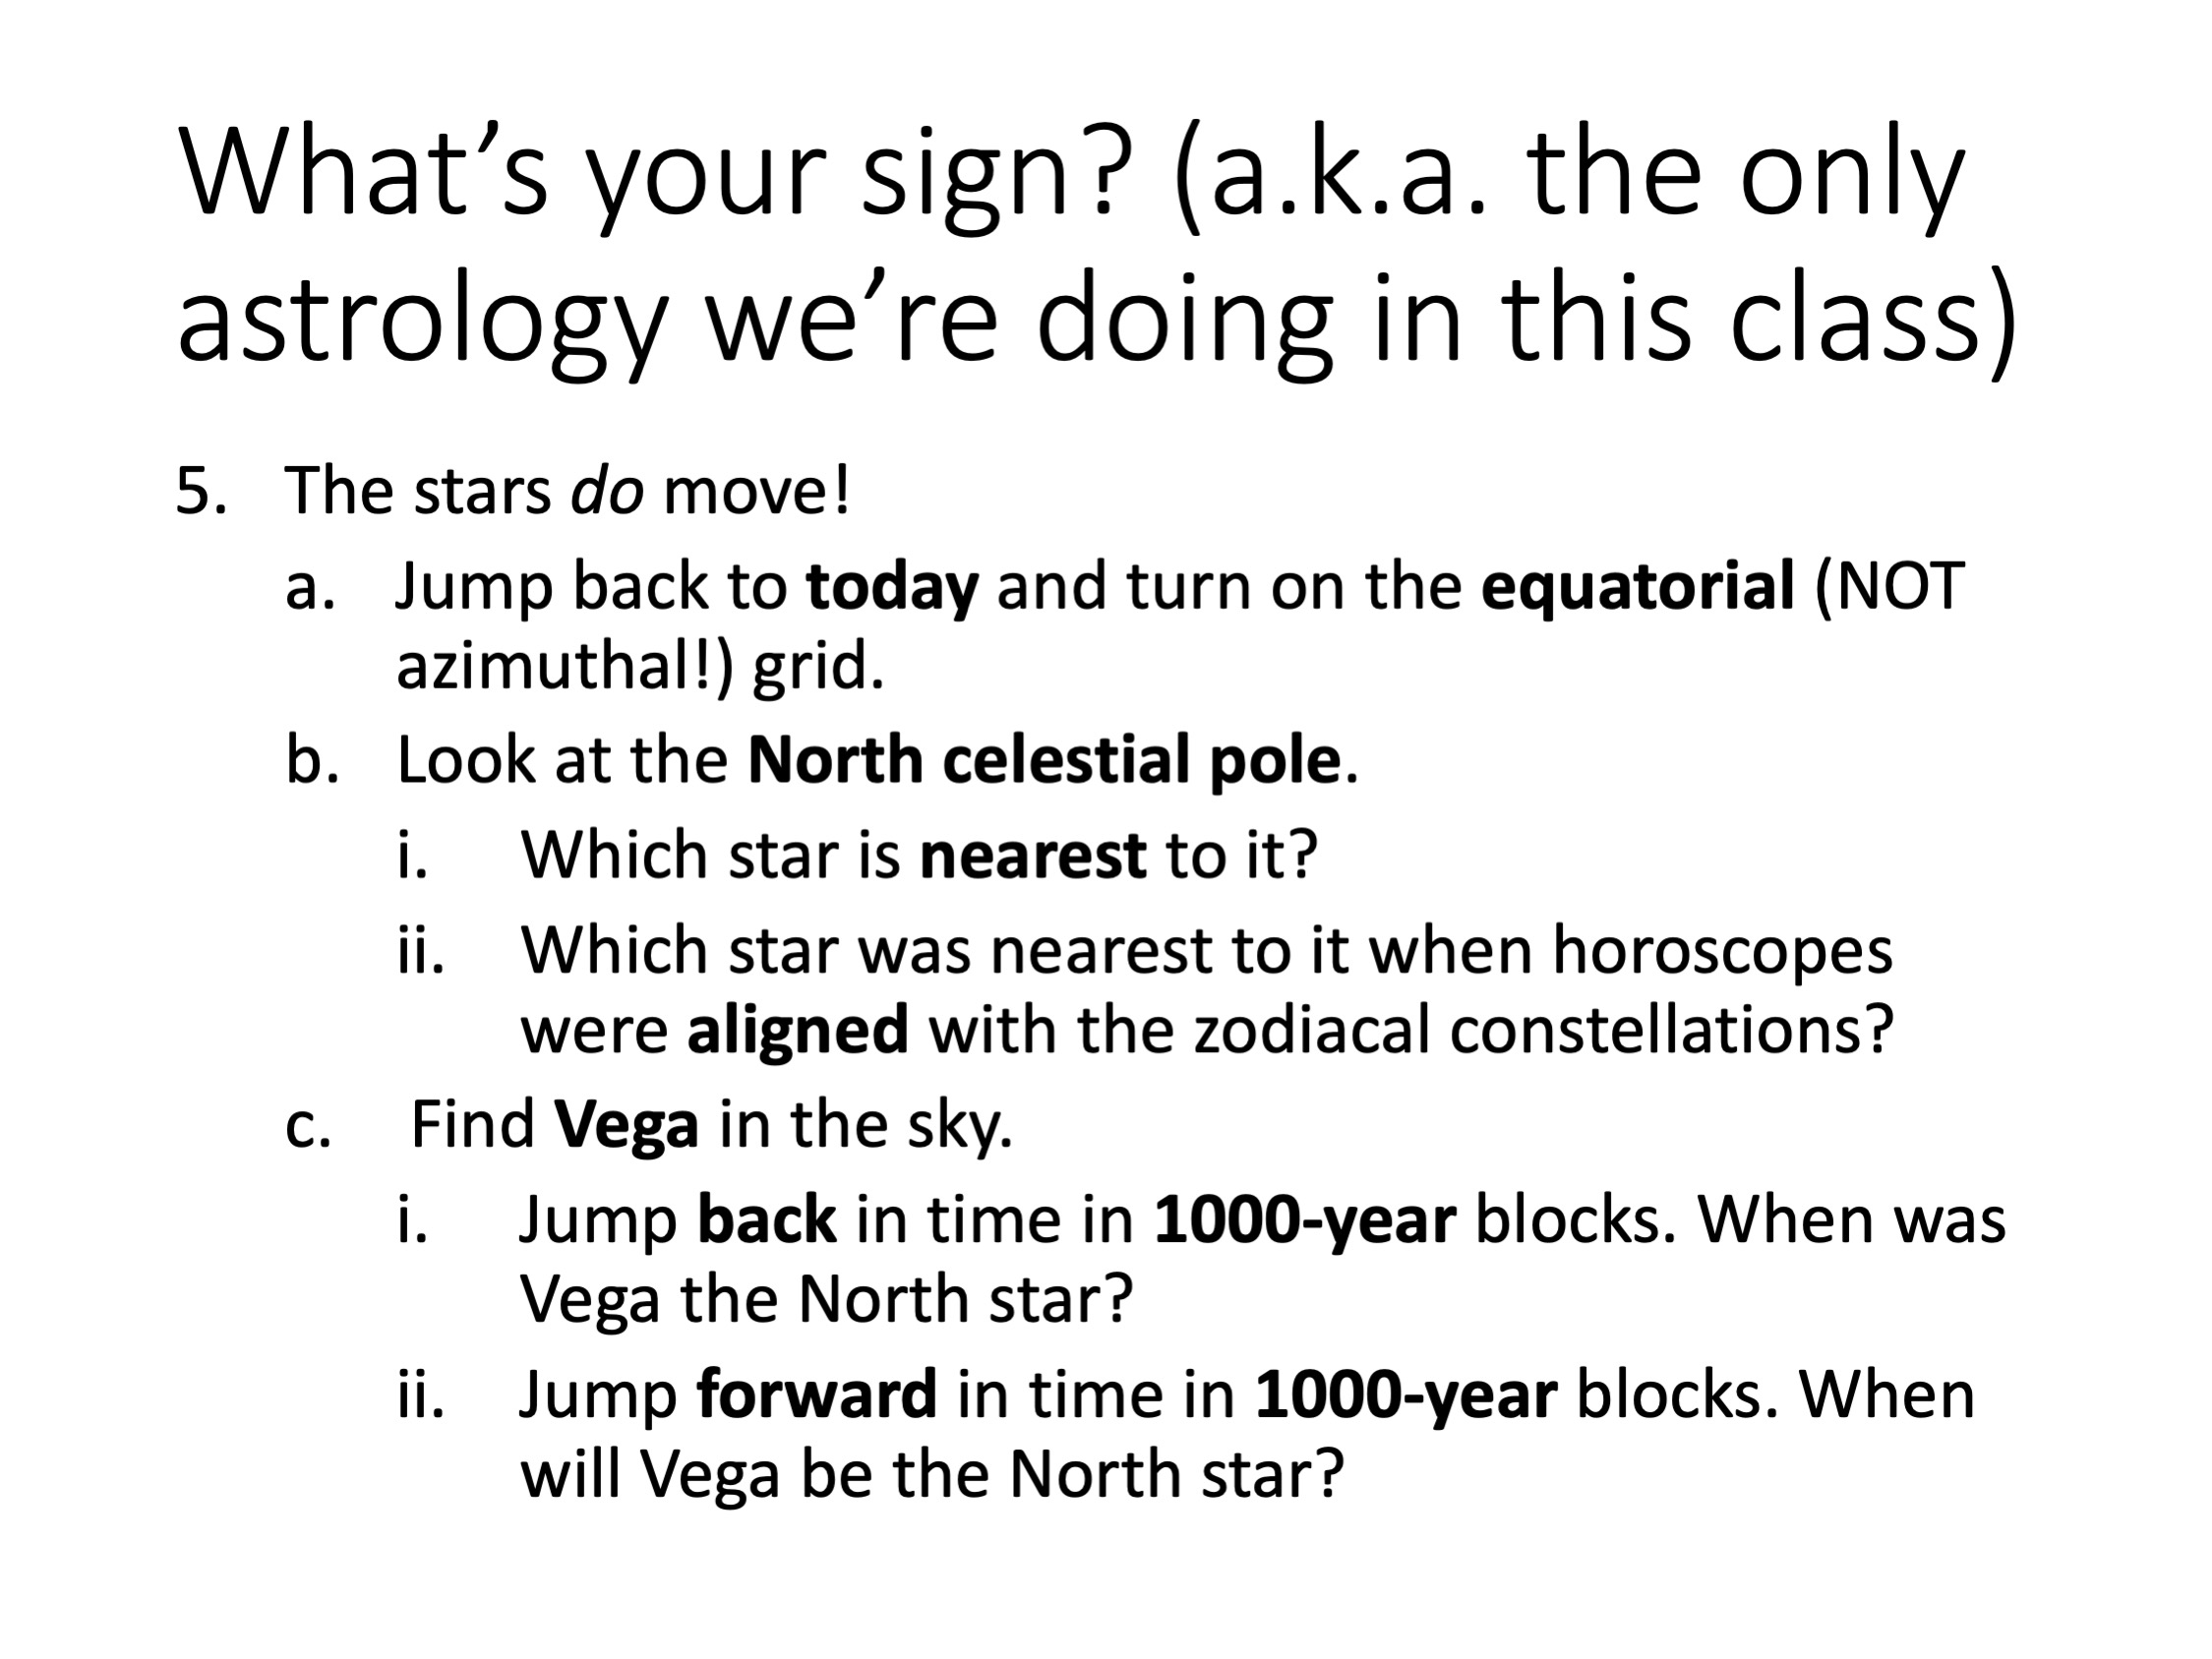 What’s your sign? (a.k.a. the only
astrology we’re doing in this class)
5. The stars do move!
a. Jump back to today and turn on the equatorial (NOT
azimuthal!) grid.
b. Look at the North celestial pole.
i. Which star is nearest to it?
ii. Which star was nearest to it when horoscopes
were aligned with the zodiacal constellations?
c. Find Vega in the sky.
i. Jump back in time in 1000-year blocks. When was
Vega the North star?
ii. Jump forward in time in 1000-year blocks. When
will Vega be the North star?